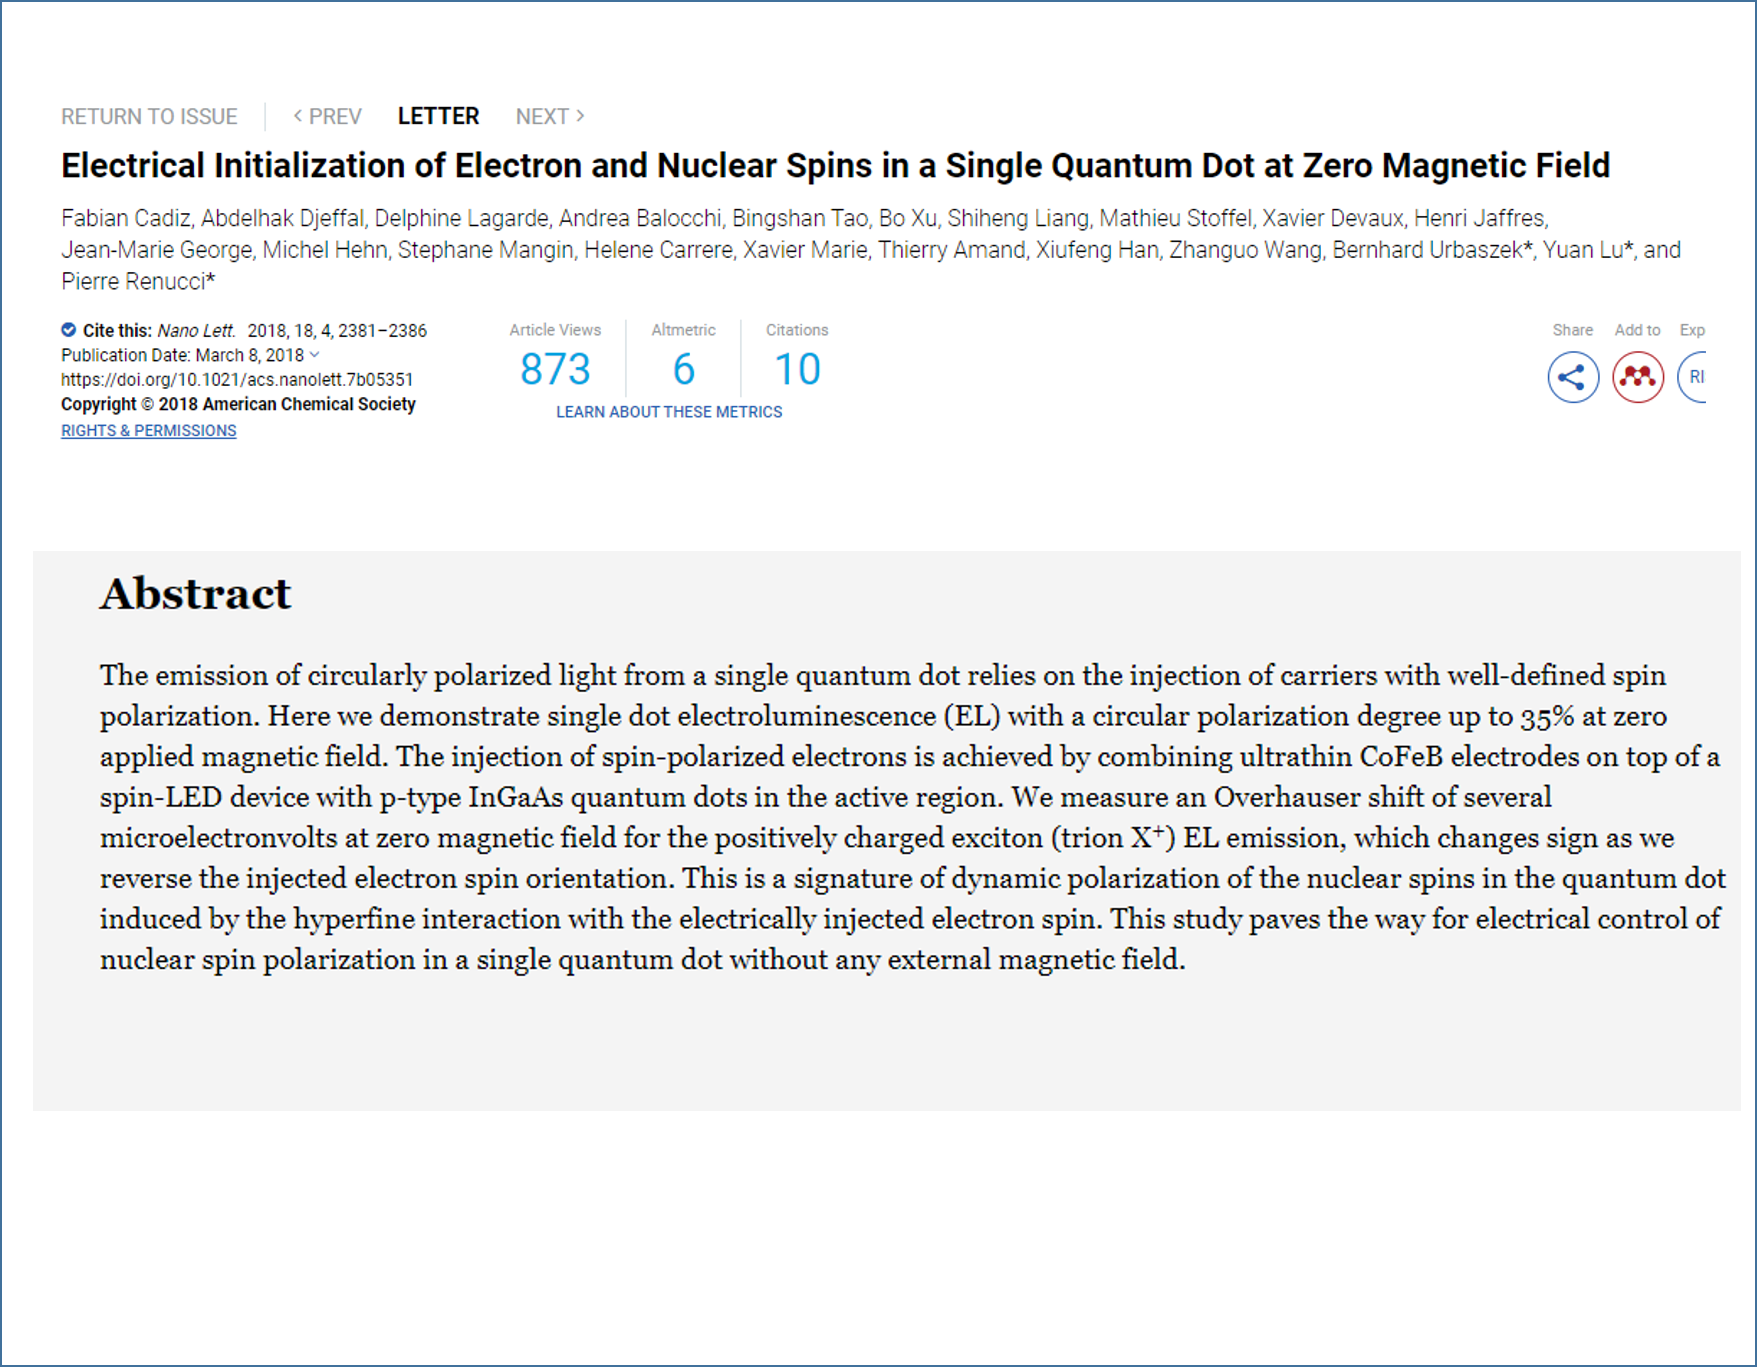 RETURN TO ISSUE < PREV LETTER NEXT >
Electrical Initialization of Electron and Nuclear Spins in a Single Quantum Dot at Zero Magnetic Field
Fabian Cadiz, Abdelhak Djeffal, Delphine Lagarde, Andrea Balocchi, Bingshan Tao, Bo Xu, Shiheng Liang, Mathieu Stoffel, Xavier Devaux, Henri Jaffres,
Jean-Marie George, Michel Hehn, Stephane Mangin, Helene Carrere, Xavier Marie, Thierry Amand, Xiufeng Han, Zhanguo Wang, Bernhard Urbaszek*, Yuan Lu*, and
Pierre Renucci*
Cite this: Nano Lett. 2018, 18, 4, 2381–2386
Publication Date: March 8, 2018
https://doi.org/10.1021/acs.nanolett.7b05351
Copyright © 2018 American Chemical Society
RIGHTS & PERMISSIONS
Article Views Altmetric Citations
873 6 10
LEARN ABOUT THESE METRICS
Share Add to Exp
RI
Abstract
The emission of circularly polarized light from a single quantum dot relies on the injection of carriers with well-defined spin
polarization. Here we demonstrate single dot electroluminescence (EL) with a circular polarization degree up to 35% at zero
applied magnetic field. The injection of spin-polarized electrons is achieved by combining ultrathin CoFeB electrodes on top of a
spin-LED device with p-type InGaAs quantum dots in the active region. We measure an Overhauser shift of several
microelectronvolts at zero magnetic field for the positively charged exciton (trion X⁺) EL emission, which changes sign as we
reverse the injected electron spin orientation. This is a signature of dynamic polarization of the nuclear spins in the quantum dot
induced by the hyperfine interaction with the electrically injected electron spin. This study paves the way for electrical control of
nuclear spin polarization in a single quantum dot without any external magnetic field.